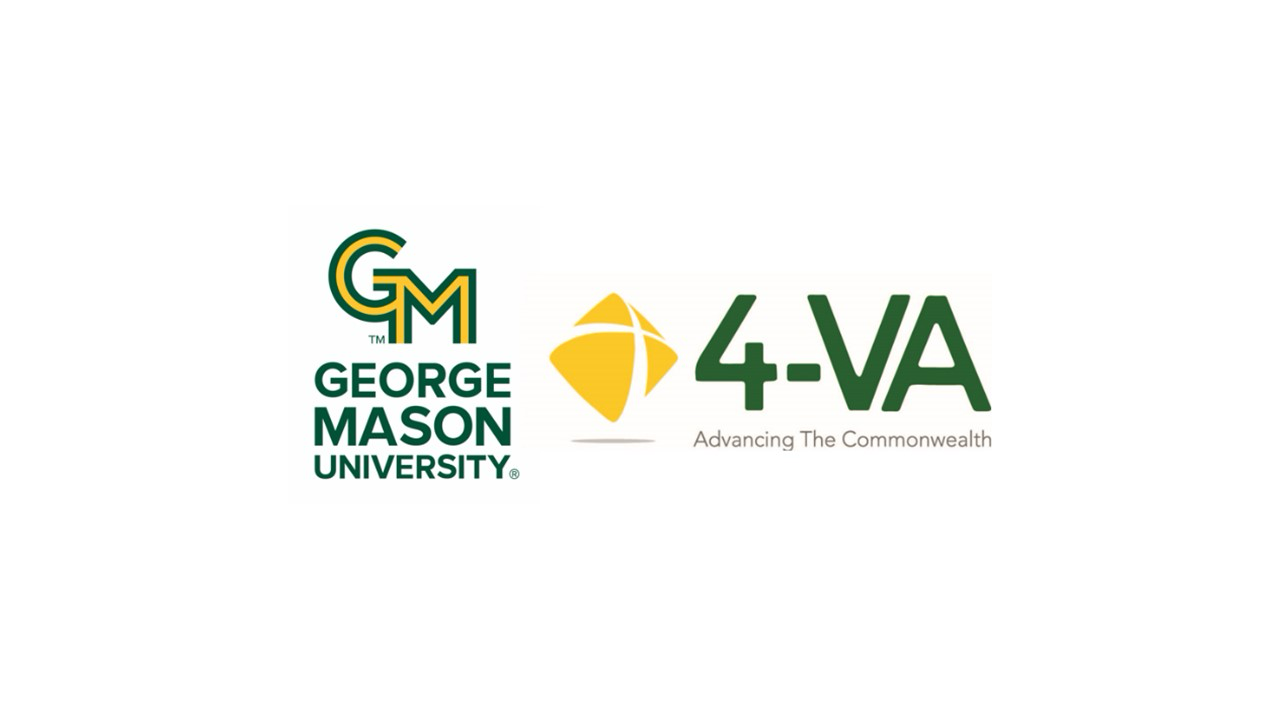 GM
TM
GEORGE
MASON
UNIVERSITY®
4-VA
Advancing The Commonwealth